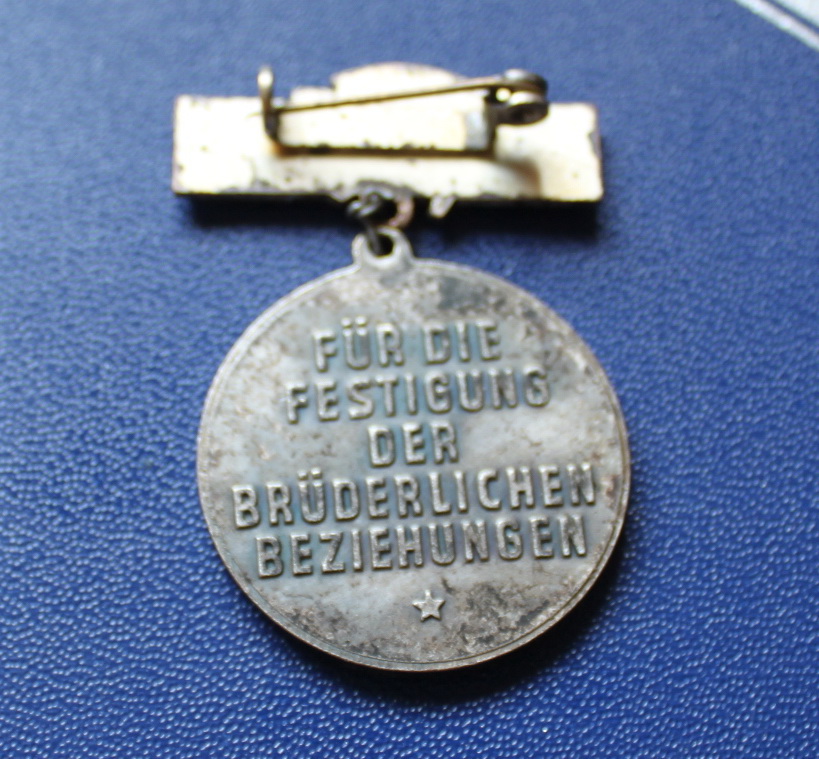 FÜR DIE
FESTIGUNG
DER
BRÜDERLICHEN
BEZIEHUNGEN